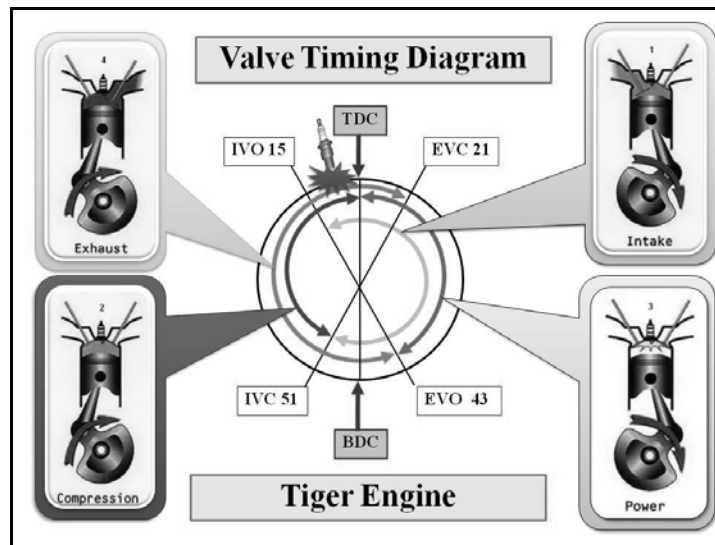 Valve Timing Diagram
4
Exhaust
1
Intake
TDC
IVO 15
EVC 21
2
Compression
3
Power
IVC 51
EVO 43
BDC
Tiger Engine